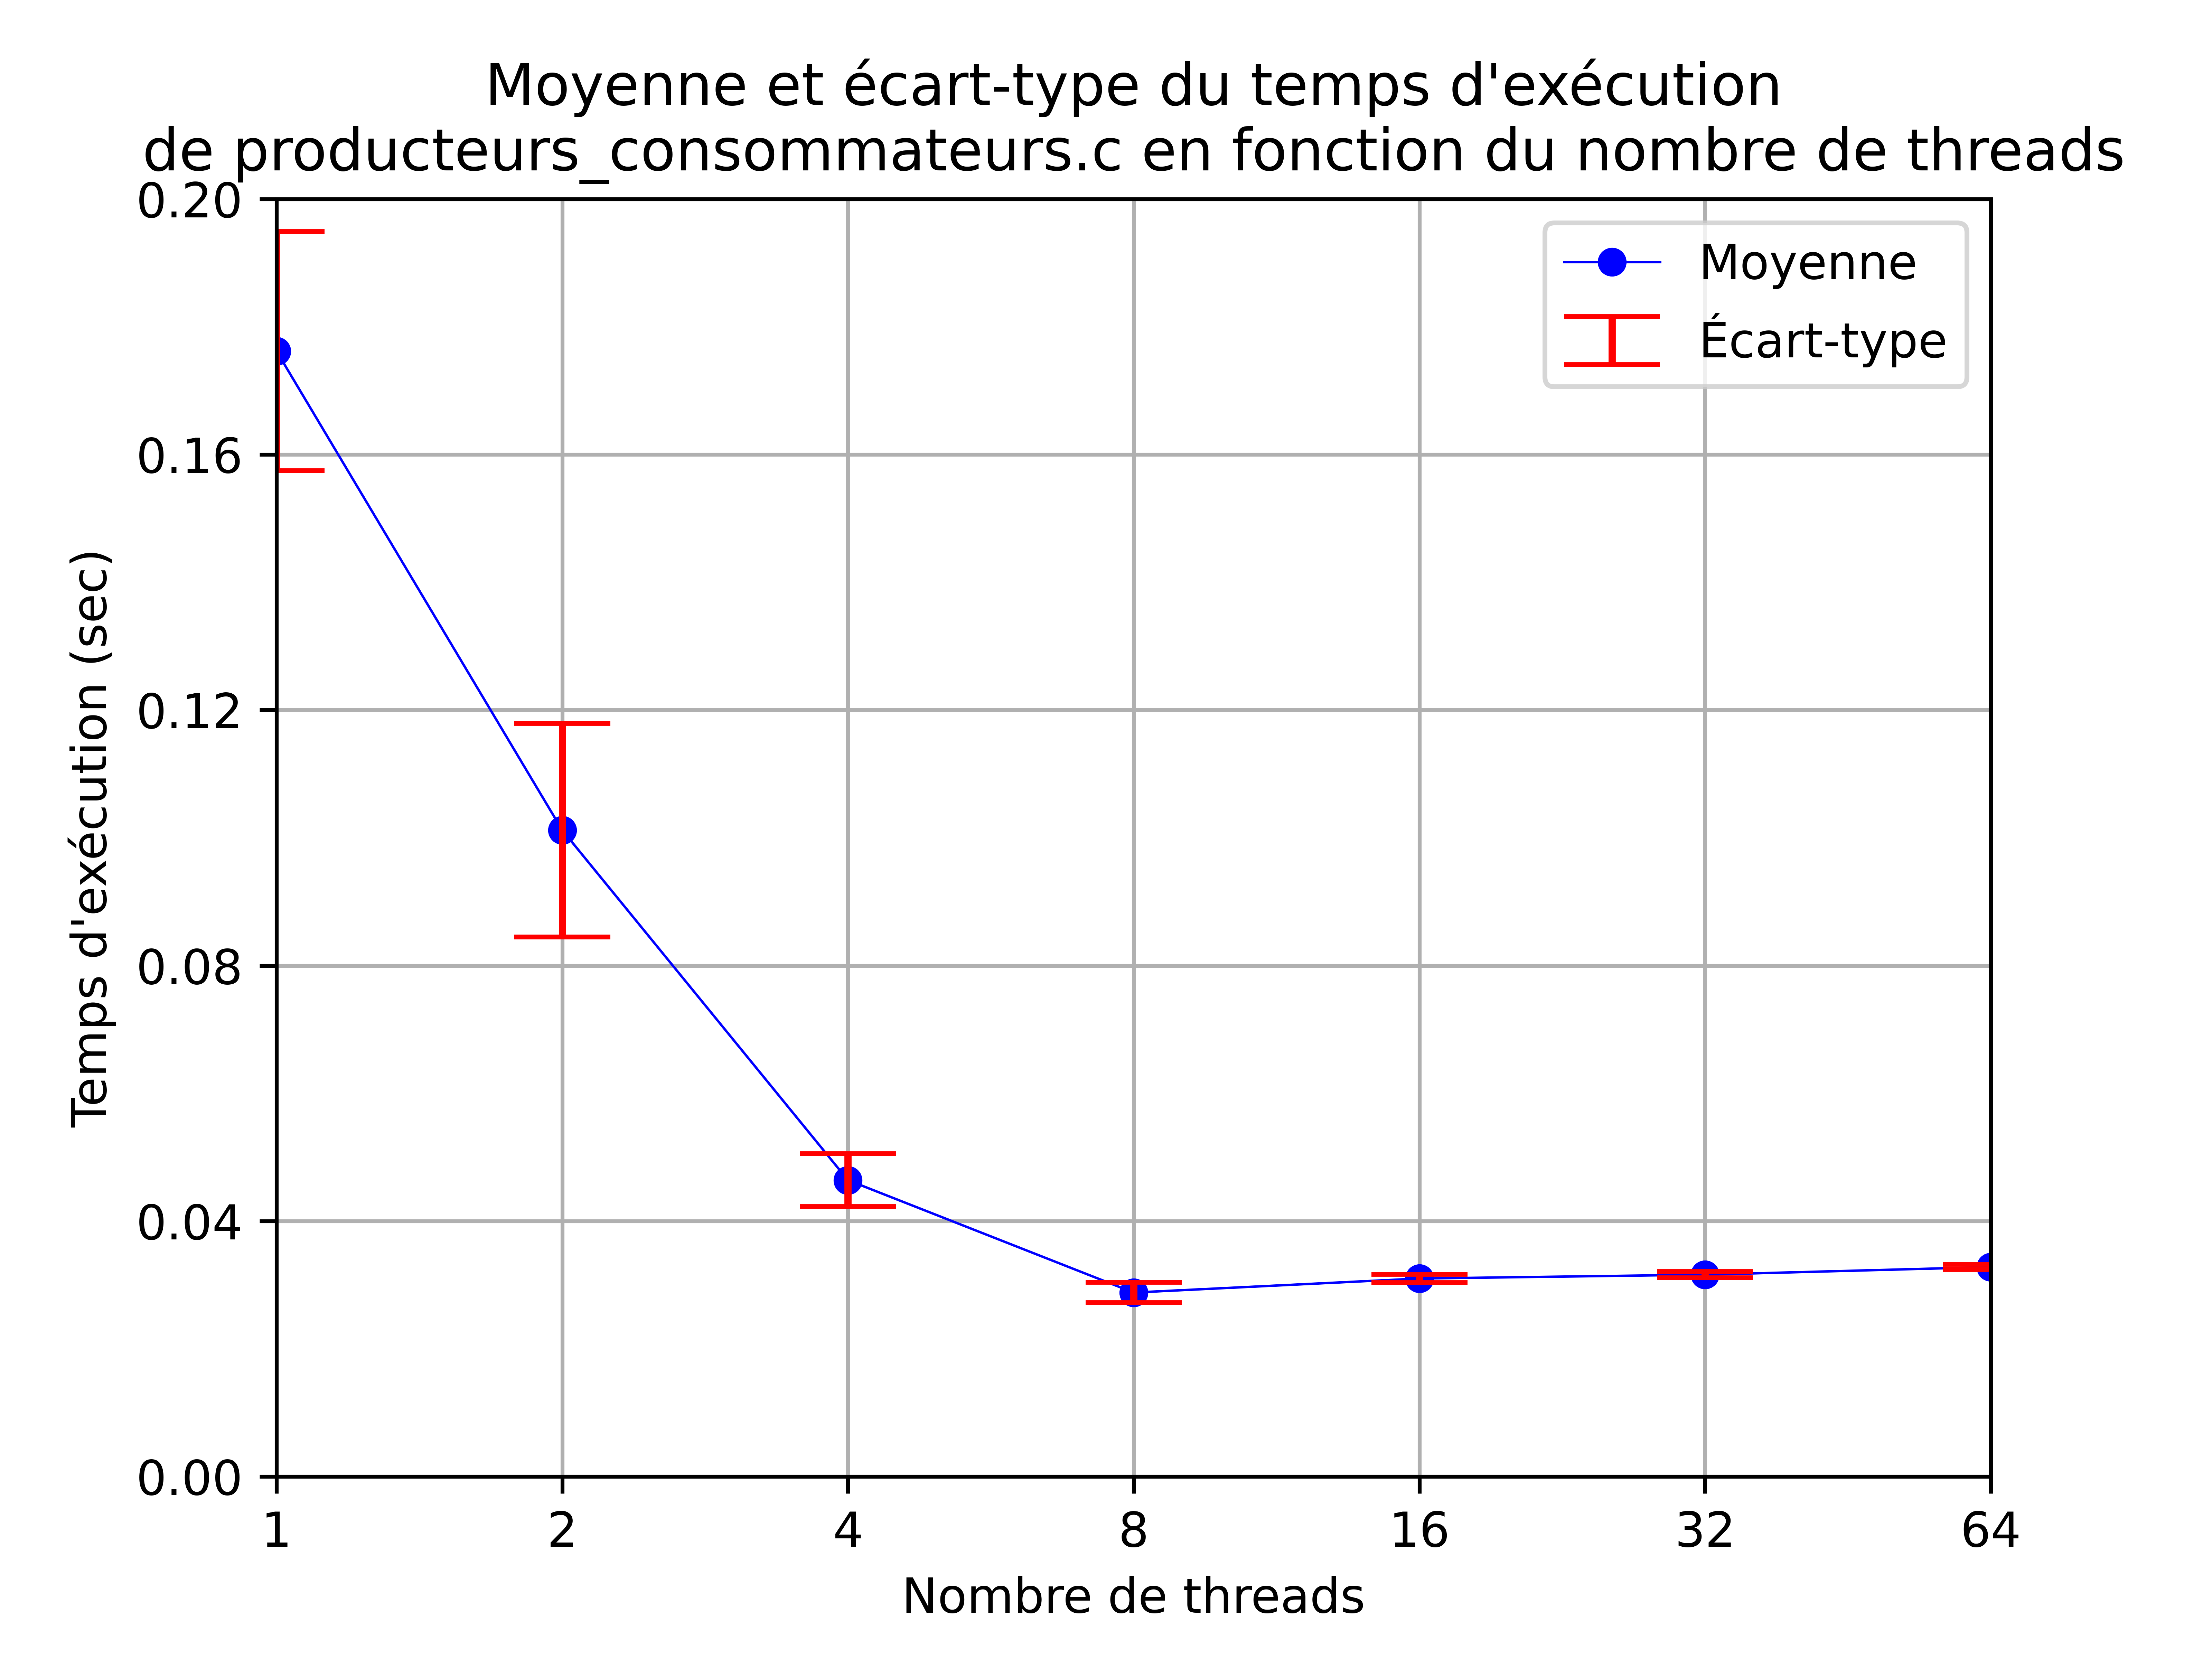 Moyenne et écart-type du temps d'exécution
de producteurs_consommateurs.c en fonction du nombre de threads
0.20
0.16
0.12
0.08
0.04
0.00
Temps d'exécution (sec)
Moyenne
Écart-type
1 2 4 8 16 32 64
Nombre de threads